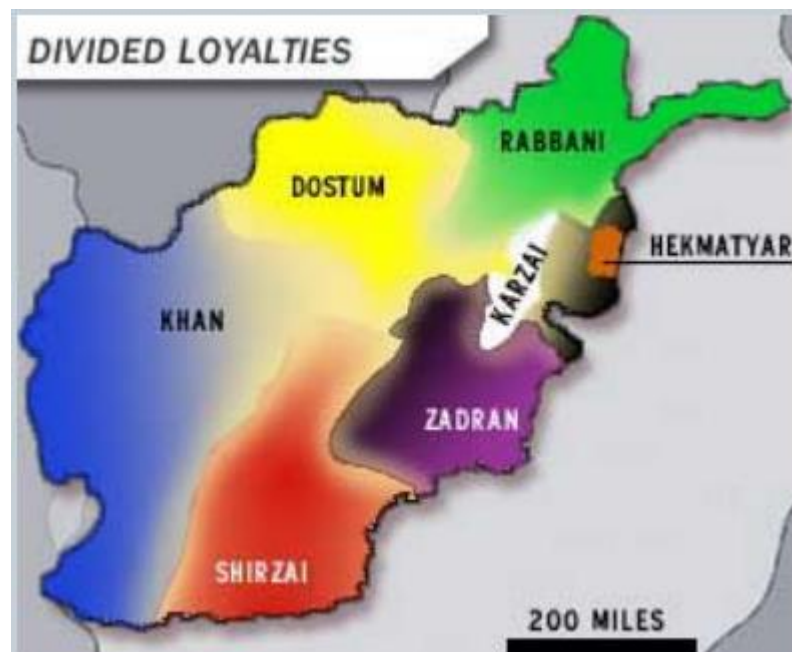 DIVIDED LOYALTIES
RABBANI
DOSTUM
HEKMATYAR
KARZAI
KHAN
ZADRAN
SHIRZAI
200 MILES